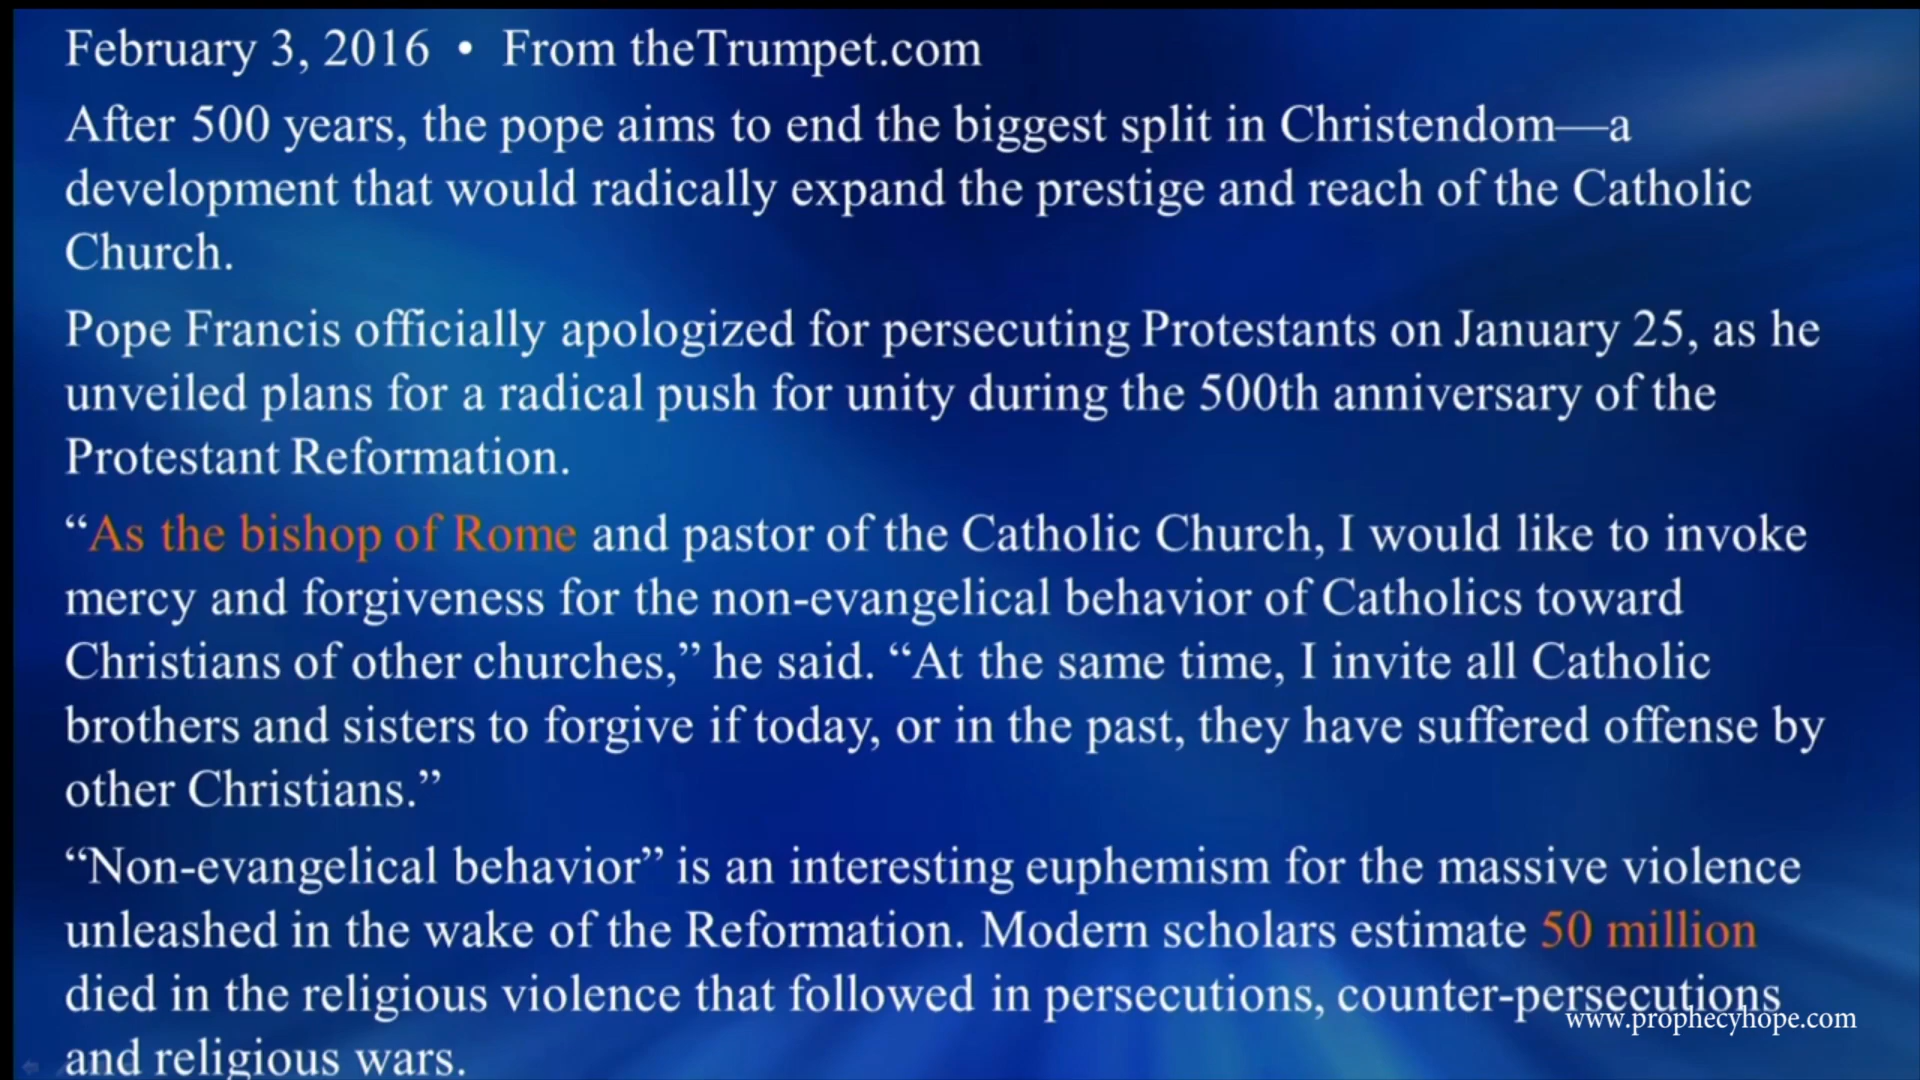 February 3, 2016 • From theTrumpet.com
After 500 years, the pope aims to end the biggest split in Christendom—a
development that would radically expand the prestige and reach of the Catholic
Church.
Pope Francis officially apologized for persecuting Protestants on January 25, as he
unveiled plans for a radical push for unity during the 500th anniversary of the
Protestant Reformation.
“As the bishop of Rome and pastor of the Catholic Church, I would like to invoke
mercy and forgiveness for the non-evangelical behavior of Catholics toward
Christians of other churches,” he said. “At the same time, I invite all Catholic
brothers and sisters to forgive if today, or in the past, they have suffered offense by
other Christians.”
“Non-evangelical behavior” is an interesting euphemism for the massive violence
unleashed in the wake of the Reformation. Modern scholars estimate 50 million
died in the religious violence that followed in persecutions, counter-persecutions
and religious wars.
www.prophecyhope.com